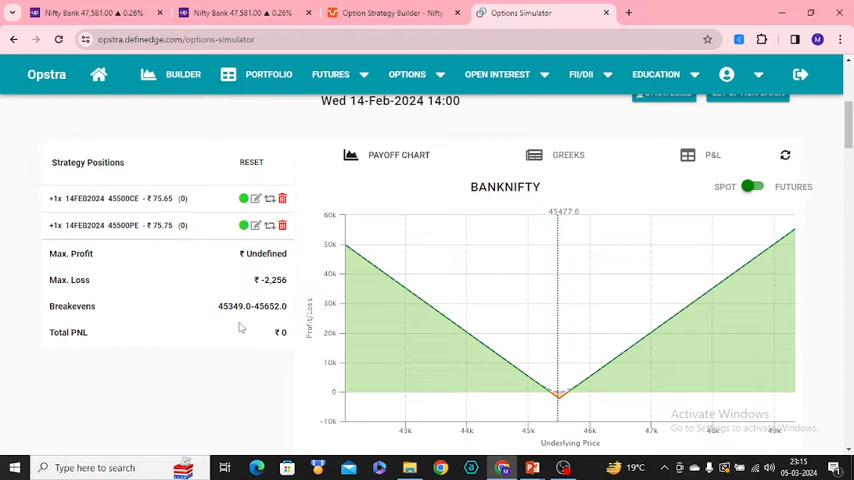 Nifty Bank 47,581.00 ▲ 0.26%
Nifty Bank 47,581.00 ▲ 0.26%
Option Strategy Builder - Nifty
Options Simulator
opstra.definedge.com/options-simulator
Opstra
BUILDER
PORTFOLIO
FUTURES
OPTIONS
OPEN INTEREST
FII/DII
EDUCATION
Wed 14-Feb-2024 14:00
Strategy Positions
RESET
+1x 14FEB2024 45500CE - ₹ 75.65 (0)
+1x 14FEB2024 45500PE - ₹ 75.75 (0)
Max. Profit ₹ Undefined
Max. Loss ₹ -2,256
Breakevens 45349.0-45652.0
Total PNL ₹ 0
PAYOFF CHART
GREEKS
P&L
BANKNIFTY
SPOT
FUTURES
45477.6
60k
50k
40k
30k
20k
10k
0
-10k
Profit/Loss
43k 44k 45k 46k 47k 48k 49k
Underlying Price
Activate Windows
Go to Settings to activate Windows.
Type here to search
19°C
23:15
05-03-2024